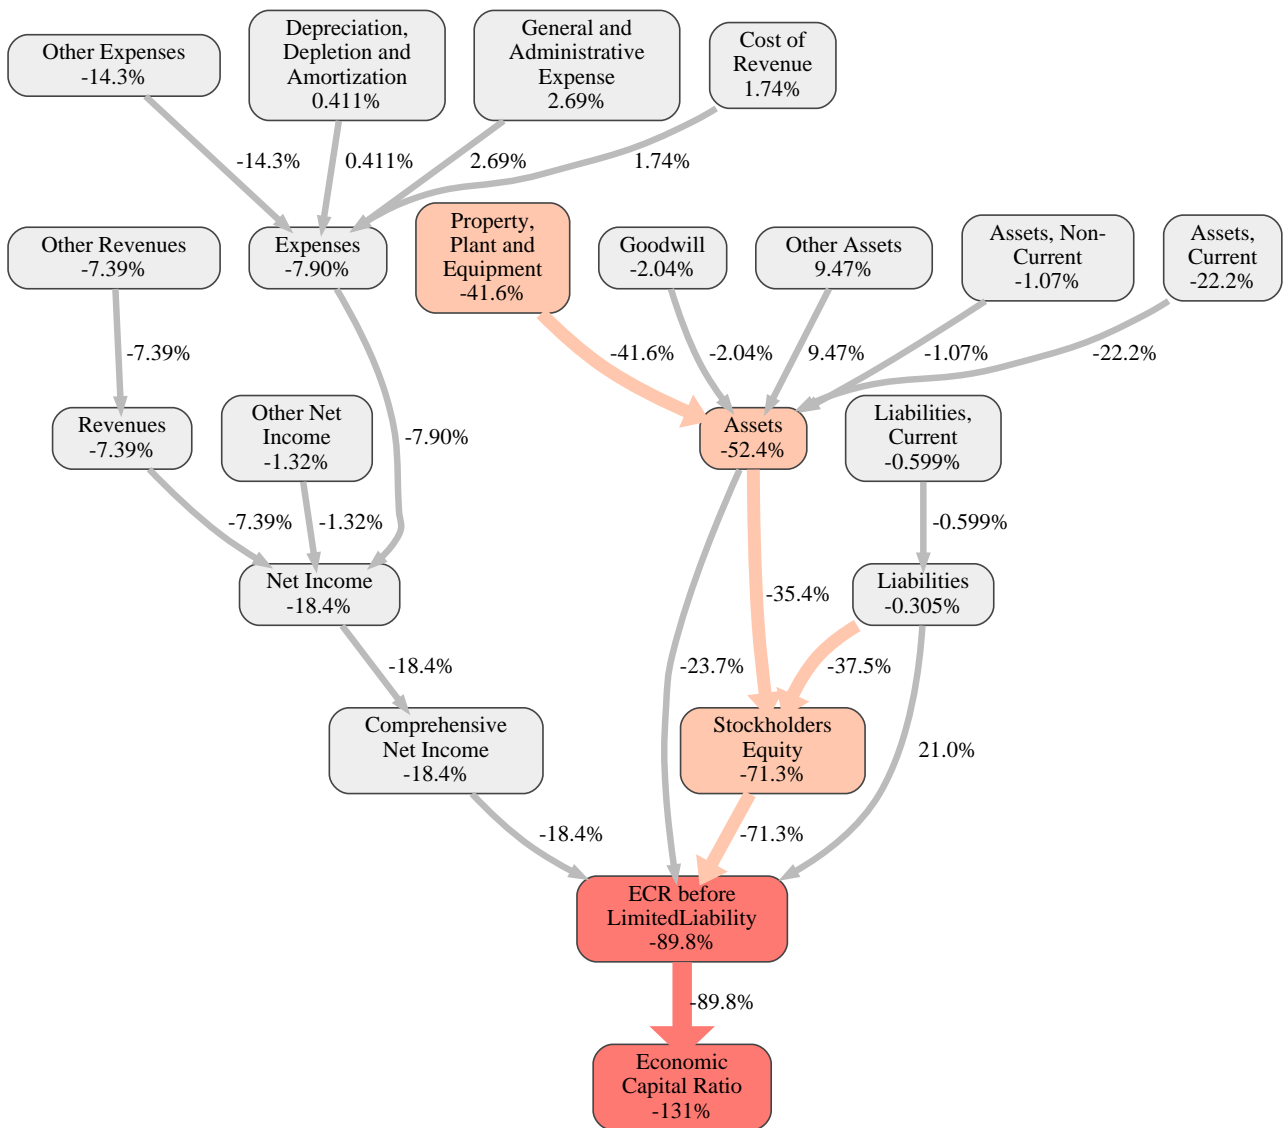 Other Expenses
-14.3%
Depreciation,
Depletion and
Amortization
0.411%
General and
Administrative
Expense
2.69%
Cost of
Revenue
1.74%
-14.3%
0.411%
2.69%
1.74%
Other Revenues
-7.39%
Expenses
-7.90%
Property,
Plant and
Equipment
-41.6%
Goodwill
-2.04%
Other Assets
9.47%
Assets, Non-
Current
-1.07%
Assets,
Current
-22.2%
-7.39%
-41.6%
-2.04%
9.47%
-1.07%
-22.2%
Revenues
-7.39%
Other Net
Income
-1.32%
-7.90%
Assets
-52.4%
Liabilities,
Current
-0.599%
-7.39%
-1.32%
-0.599%
Net Income
-18.4%
-35.4%
Liabilities
-0.305%
-18.4%
-23.7%
-37.5%
Comprehensive
Net Income
-18.4%
Stockholders
Equity
-71.3%
21.0%
-18.4%
-71.3%
ECR before
LimitedLiability
-89.8%
-89.8%
Economic
Capital Ratio
-131%